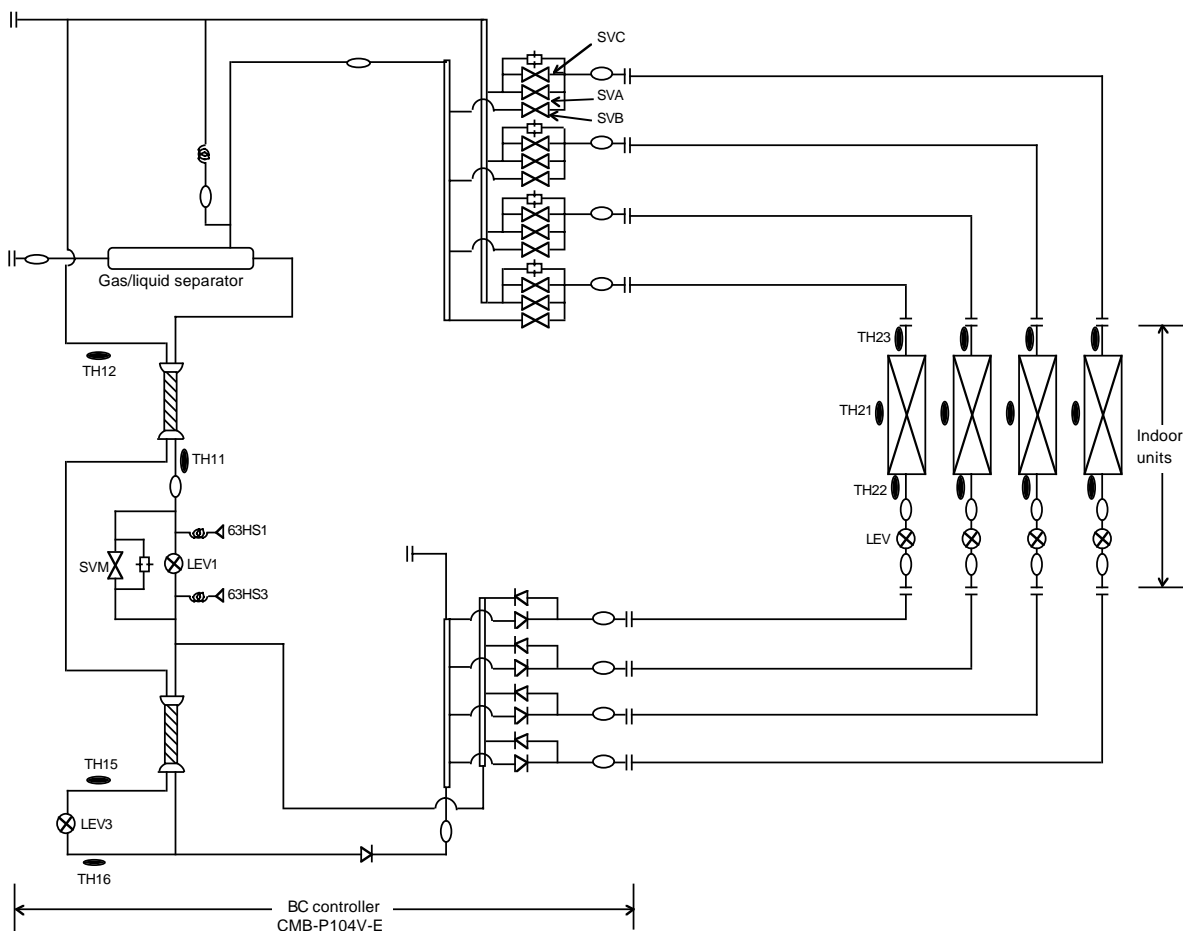 SVC
SVA
SVB
Gas/liquid separator
TH12
TH23
TH21
Indoor
units
TH11
TH22
63HS1
LEV
SVM
LEV1
63HS3
TH15
LEV3
TH16
BC controller
CMB-P104V-E